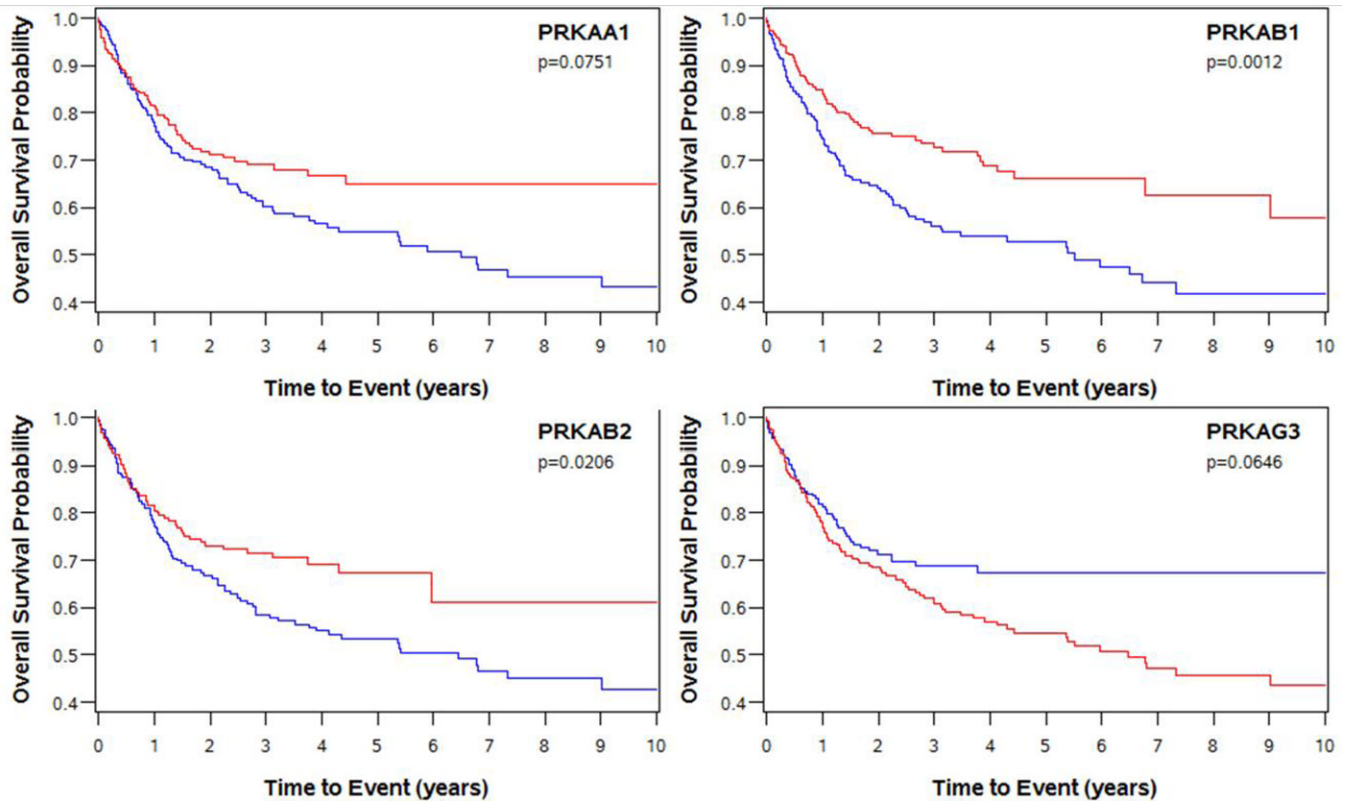 PRKAA1
p=0.0751
Overall Survival Probability
1.0
0.9
0.8
0.7
0.6
0.5
0.4
0 1 2 3 4 5 6 7 8 9 10
Time to Event (years)
PRKAB1
p=0.0012
Overall Survival Probability
1.0
0.9
0.8
0.7
0.6
0.5
0.4
0 1 2 3 4 5 6 7 8 9 10
Time to Event (years)
PRKAB2
p=0.0206
Overall Survival Probability
1.0
0.9
0.8
0.7
0.6
0.5
0.4
0 1 2 3 4 5 6 7 8 9 10
Time to Event (years)
PRKAG3
p=0.0646
Overall Survival Probability
1.0
0.9
0.8
0.7
0.6
0.5
0.4
0 1 2 3 4 5 6 7 8 9 10
Time to Event (years)